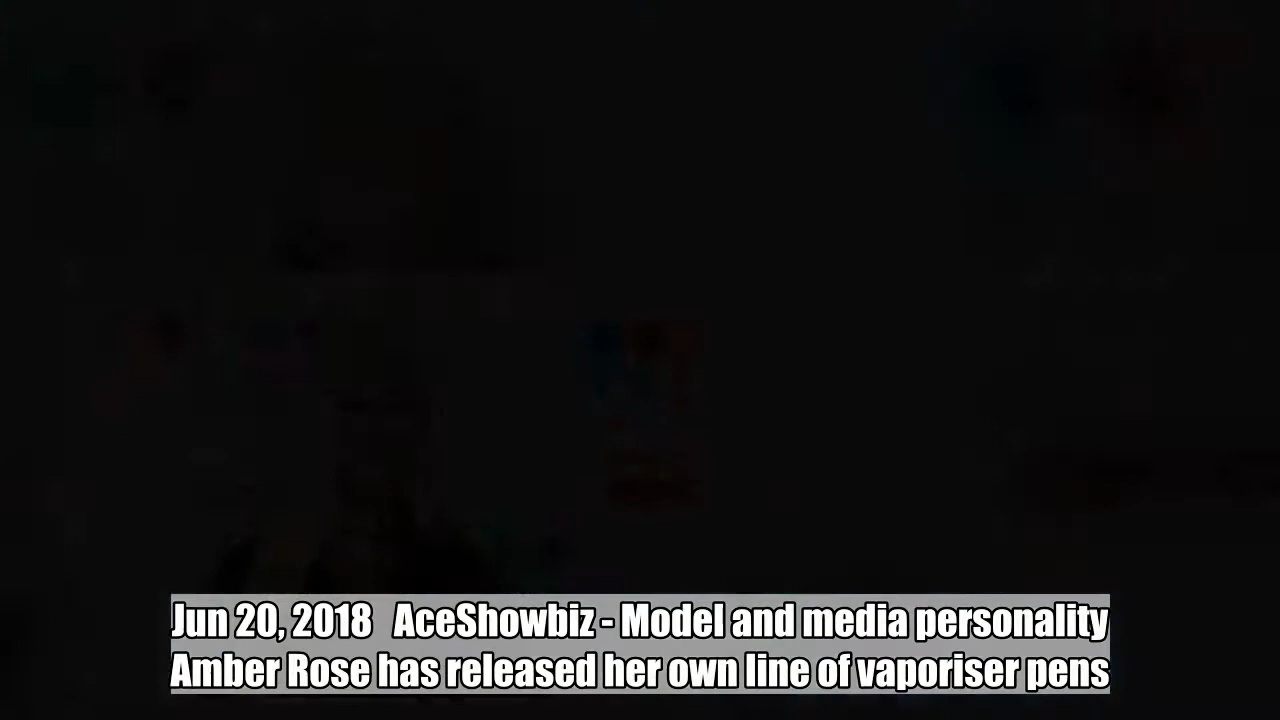 Jun 20, 2018   AceShowbiz - Model and media personality
Amber Rose has released her own line of vaporiser pens